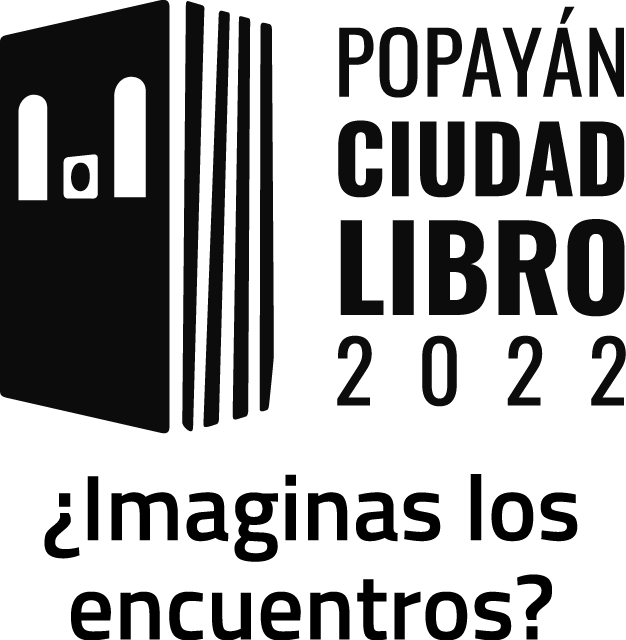 POPAYÁN
CIUDAD
LIBRO
2022
¿Imaginas los
encuentros?